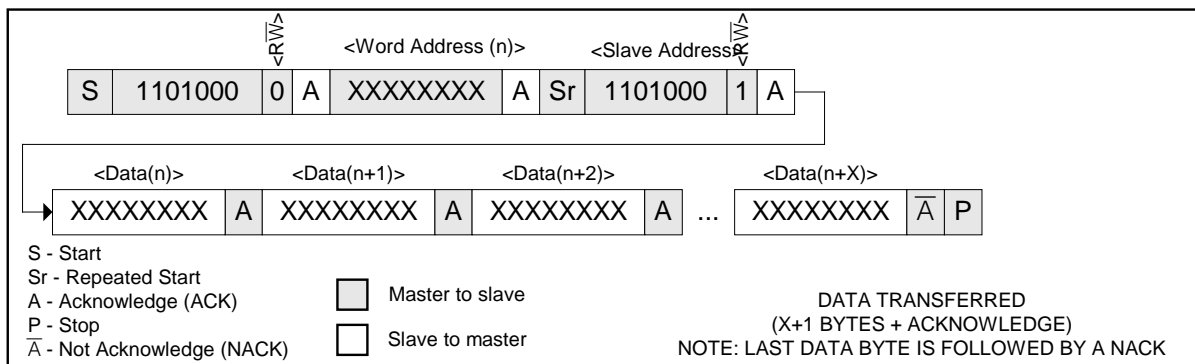 <RW̅>
<Word Address (n)>
<Slave Address>
<RW̅>
S 1101000 0 A XXXXXXXX A Sr 1101000 1 A
<Data(n)> <Data(n+1)> <Data(n+2)> <Data(n+X)>
XXXXXXXX A XXXXXXXX A XXXXXXXX A ... XXXXXXXX A̅ P
S - Start
Sr - Repeated Start
A - Acknowledge (ACK)
P - Stop
A̅ - Not Acknowledge (NACK)
Master to slave
Slave to master
DATA TRANSFERRED
(X+1 BYTES + ACKNOWLEDGE)
NOTE: LAST DATA BYTE IS FOLLOWED BY A NACK